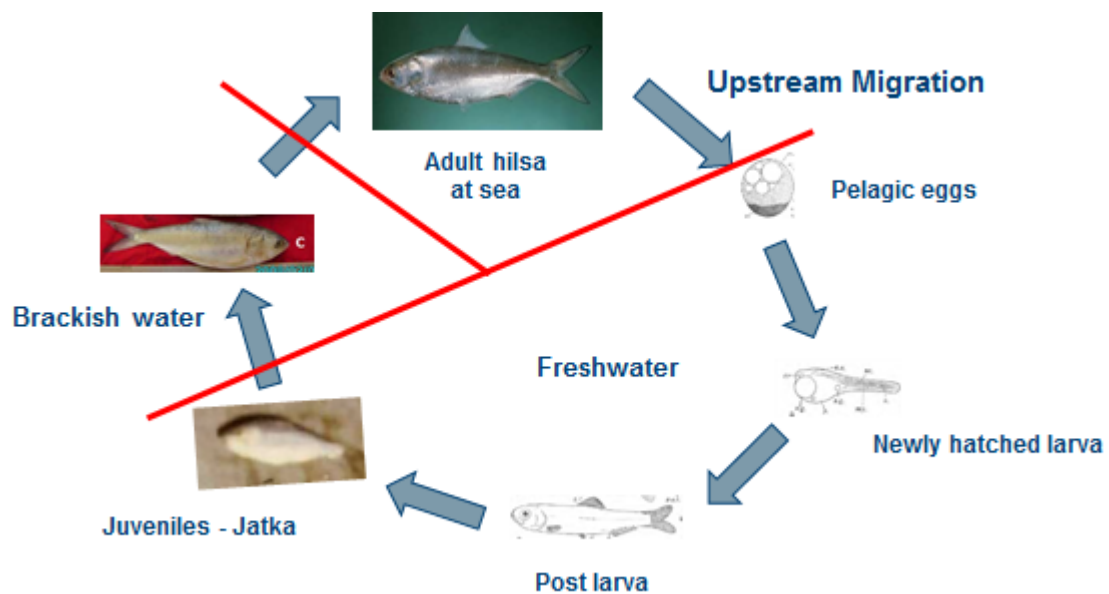 Upstream Migration
Adult hilsa
at sea
Pelagic eggs
C
Brackish water
Freshwater
Newly hatched larva
Juveniles - Jatka
Post larva